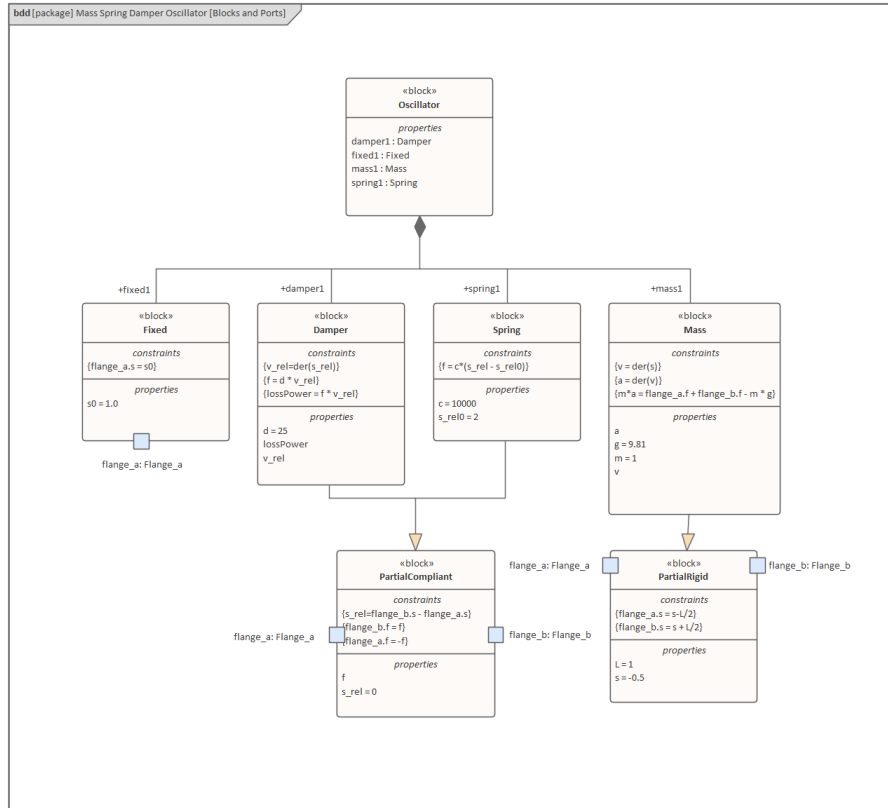 bdd [package] Mass Spring Damper Oscillator [Blocks and Ports]
«block»
Oscillator
properties
damper1 : Damper
fixed1 : Fixed
mass1 : Mass
spring1 : Spring
+fixed1
+damper1
+spring1
+mass1
«block»
Fixed
constraints
{flange_a.s = s0}
properties
s0 = 1.0
flange_a: Flange_a
«block»
Damper
constraints
{v_rel=der(s_rel)}
{f = d * v_rel}
{lossPower = f * v_rel}
properties
d = 25
lossPower
v_rel
«block»
Spring
constraints
{f = c*(s_rel - s_rel0)}
properties
c = 10000
s_rel0 = 2
«block»
Mass
constraints
{v = der(s)}
{a = der(v)}
{m*a = flange_a.f + flange_b.f - m * g}
properties
a
g = 9.81
m = 1
v
«block»
PartialCompliant
constraints
{s_rel=flange_b.s - flange_a.s}
{flange_b.f = f}
{flange_a.f = -f}
properties
f
s_rel = 0
flange_a: Flange_a
flange_b: Flange_b
«block»
PartialRigid
constraints
{flange_a.s = s-L/2}
{flange_b.s = s + L/2}
properties
L = 1
s = -0.5
flange_a: Flange_a
flange_b: Flange_b